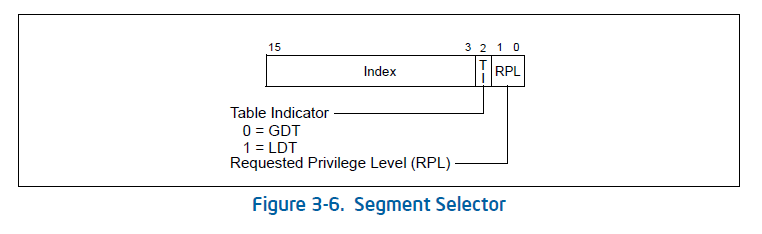 15 3 2 1 0
Index T I RPL
Table Indicator
0 = GDT
1 = LDT
Requested Privilege Level (RPL)
Figure 3-6. Segment Selector